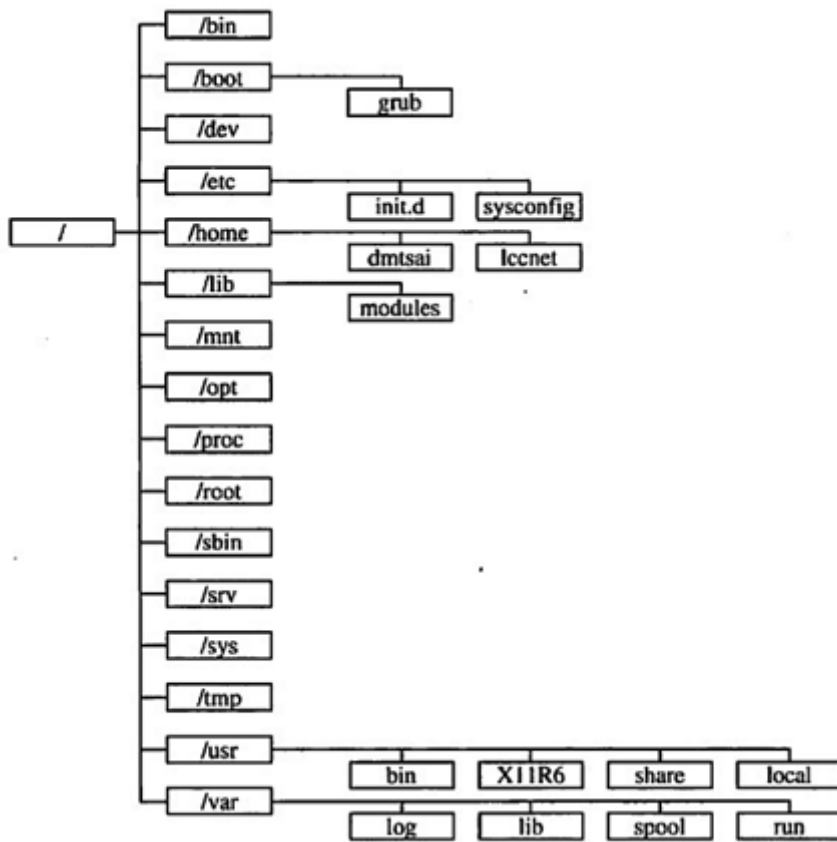 /bin
/boot
grub
/dev
/etc
init.d sysconfig
/ /home
dmtsai lccnet
/lib
modules
/mnt
/opt
/proc
/root
/sbin
/srv
/sys
/tmp
/usr
bin X11R6 share local
/var
log lib spool run